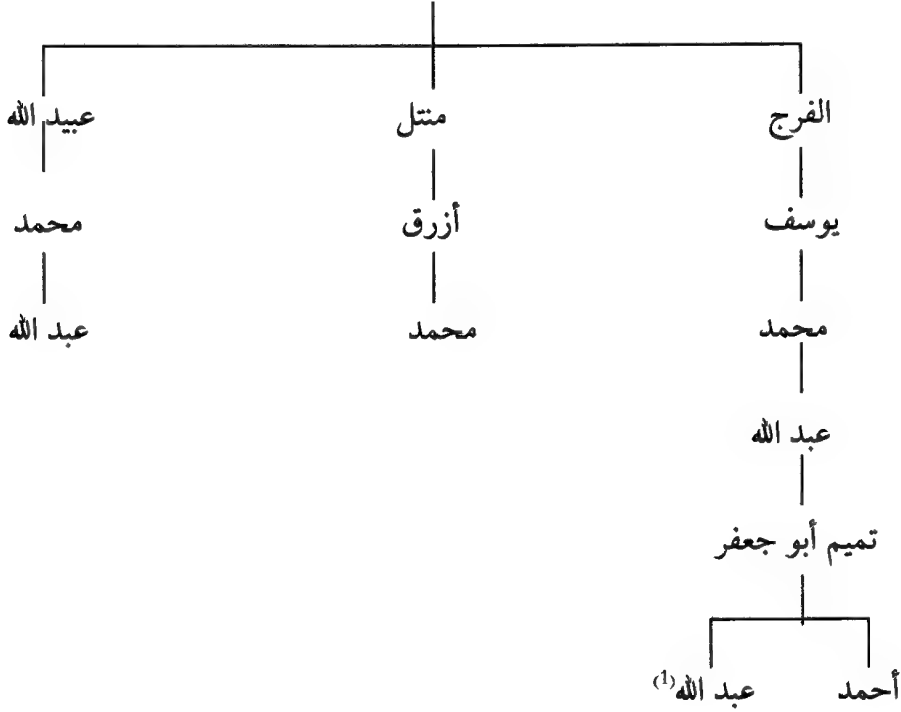 الفرج منتل عبيد الله
يوسف أزرق محمد
محمد محمد عبد الله
عبد الله
تميم أبو جعفر
أحمد عبد الله(1)